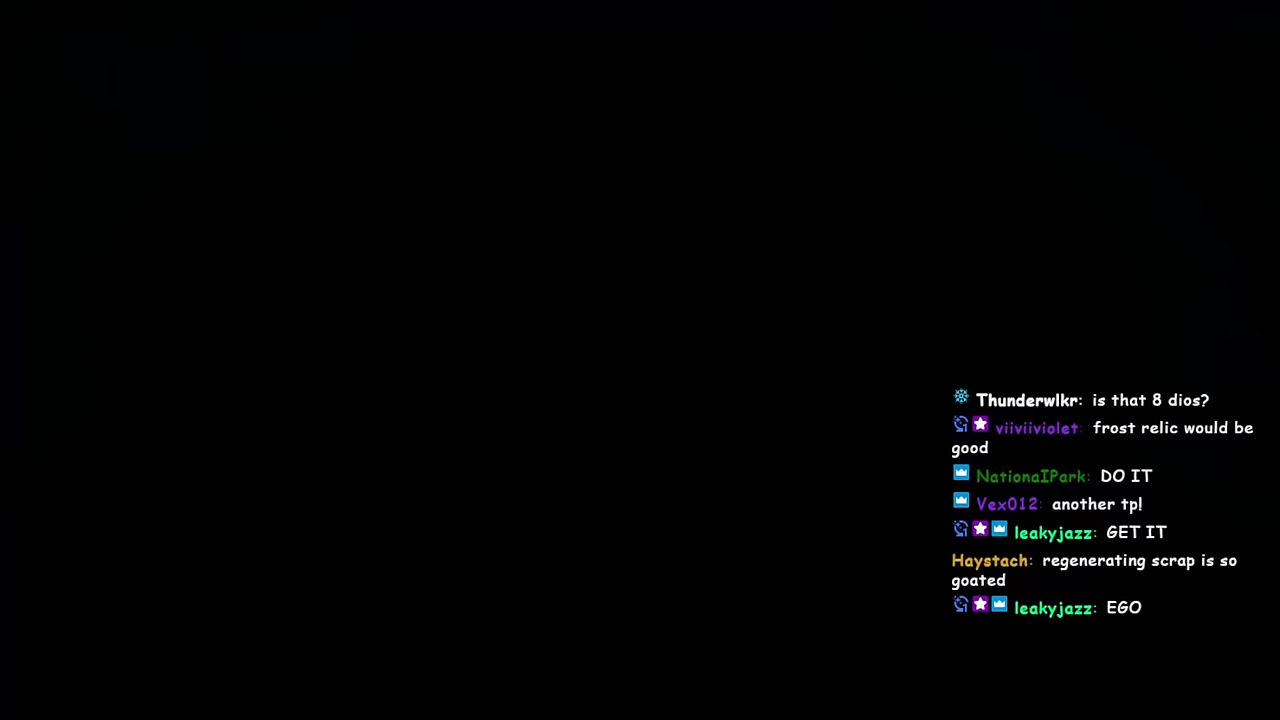 Thunderwlkr: is that 8 dios?
viiviiviolet: frost relic would be
good
NationaIPark: DO IT
Vex012: another tp!
leakyjazz: GET IT
Haystach: regenerating scrap is so
goated
leakyjazz: EGO